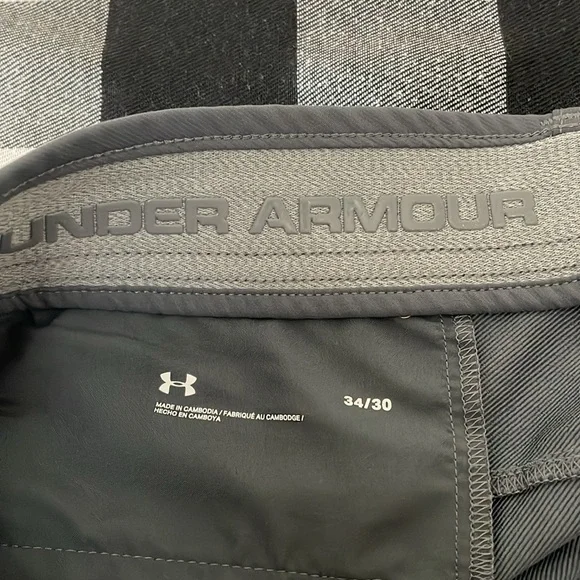 UNDER ARMOUR
34/30
MADE IN CAMBODIA / FABRIQUÉ AU CAMBODGE /
HECHO EN CAMBOYA